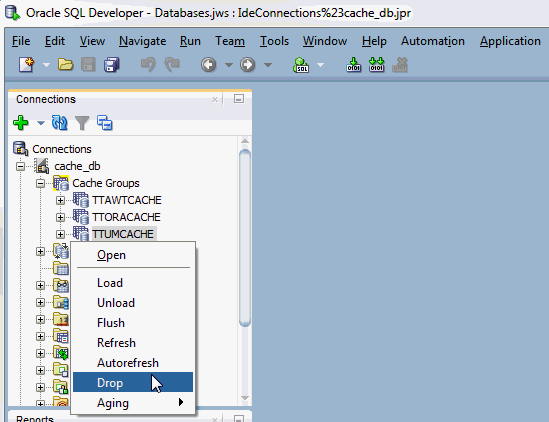 Oracle SQL Developer - Databases.jws : IdeConnections%23cache_db.jpr
File Edit View Navigate Run Team Tools Window Help Automation Application
SQL
Connections
Connections
cache_db
Cache Groups
TTAWTCACHE
TTORACACHE
TTUMCACHE
Open
Load
Unload
Flush
Refresh
Autorefresh
Drop
Aging
Reports